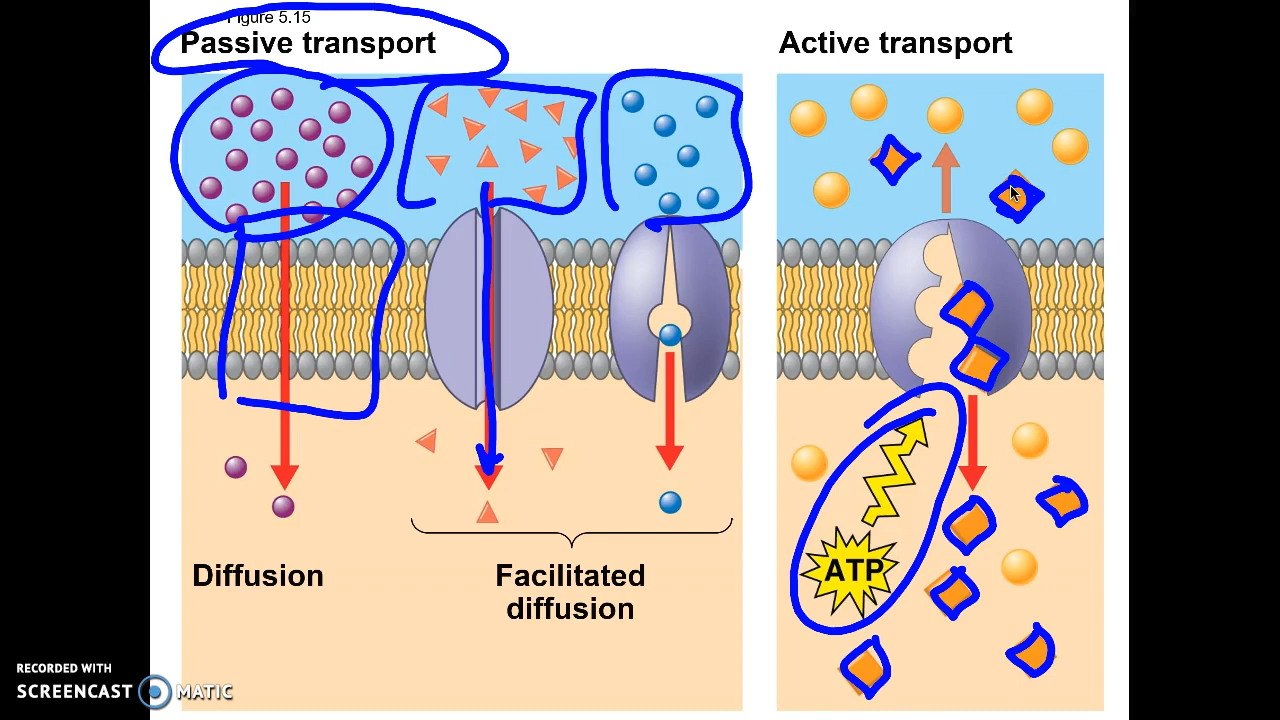 Figure 5.15
Passive transport
Active transport
ATP
Diffusion
Facilitated
diffusion
RECORDED WITH
SCREENCAST MATIC